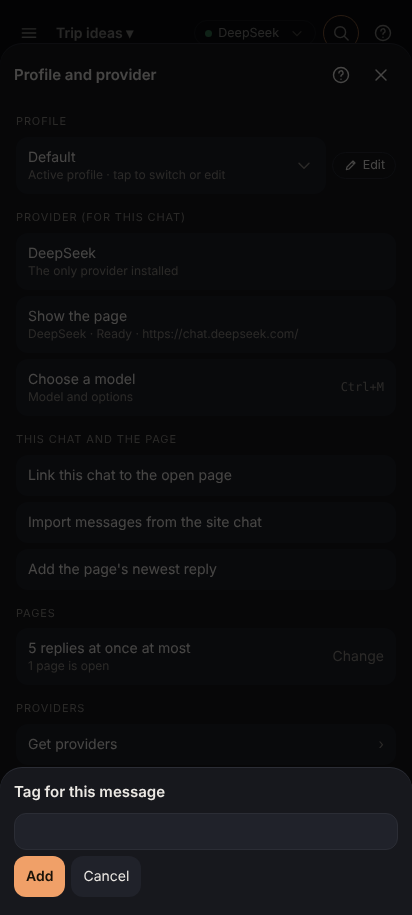 Trip ideas ▾
DeepSeek
Profile and provider
PROFILE
Default
Active profile · tap to switch or edit
Edit
PROVIDER (FOR THIS CHAT)
DeepSeek
The only provider installed
Show the page
DeepSeek · Ready · https://chat.deepseek.com/
Choose a model
Model and options
Ctrl+M
THIS CHAT AND THE PAGE
Link this chat to the open page
Import messages from the site chat
Add the page's newest reply
PAGES
5 replies at once at most
1 page is open
Change
PROVIDERS
Get providers
Tag for this message
Add
Cancel